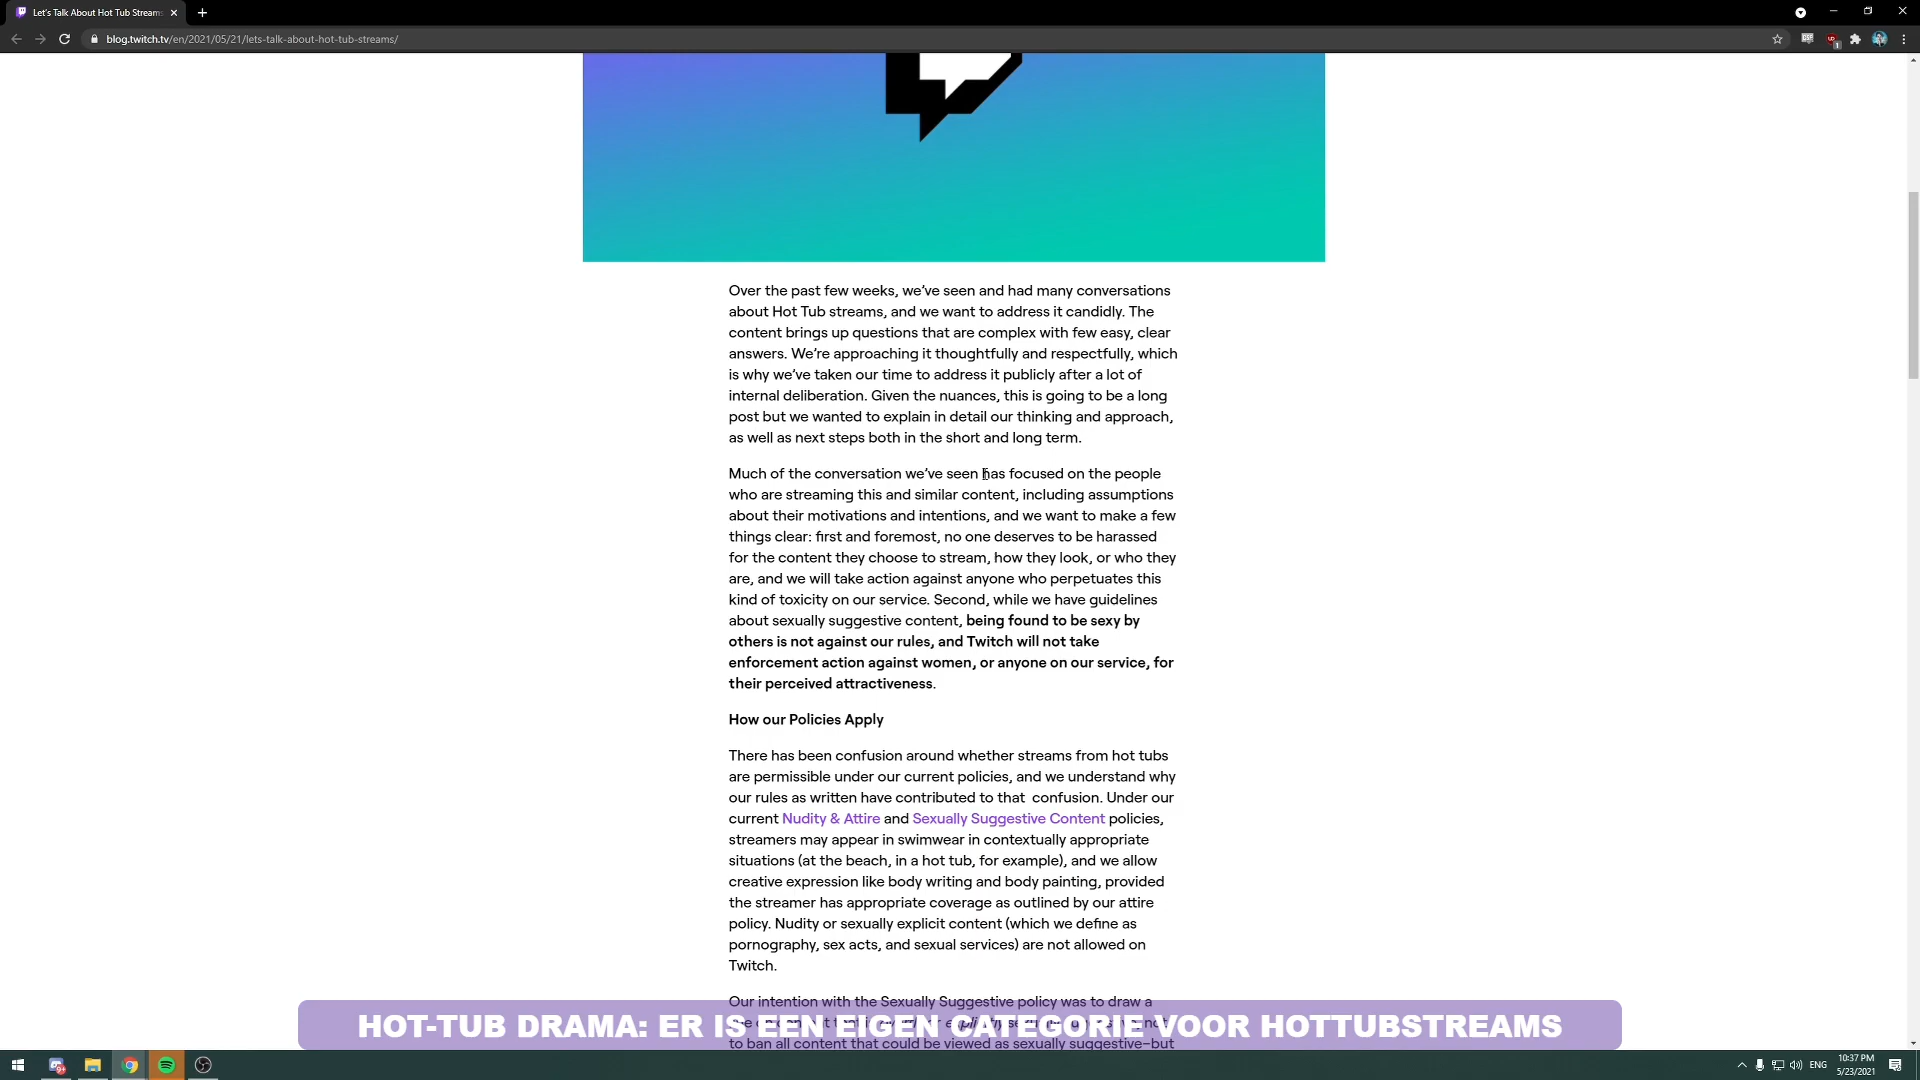 Let's Talk About Hot Tub Streams
blog.twitch.tv/en/2021/05/21/lets-talk-about-hot-tub-streams/
Over the past few weeks, we've seen and had many conversations
about Hot Tub streams, and we want to address it candidly. The
content brings up questions that are complex with few easy, clear
answers. We're approaching it thoughtfully and respectfully, which
is why we've taken our time to address it publicly after a lot of
internal deliberation. Given the nuances, this is going to be a long
post but we wanted to explain in detail our thinking and approach,
as well as next steps both in the short and long term.
Much of the conversation we've seen has focused on the people
who are streaming this and similar content, including assumptions
about their motivations and intentions, and we want to make a few
things clear: first and foremost, no one deserves to be harassed
for the content they choose to stream, how they look, or who they
are, and we will take action against anyone who perpetuates this
kind of toxicity on our service. Second, while we have guidelines
about sexually suggestive content, being found to be sexy by
others is not against our rules, and Twitch will not take
enforcement action against women, or anyone on our service, for
their perceived attractiveness.
How our Policies Apply
There has been confusion around whether streams from hot tubs
are permissible under our current policies, and we understand why
our rules as written have contributed to that confusion. Under our
current Nudity & Attire and Sexually Suggestive Content policies,
streamers may appear in swimwear in contextually appropriate
situations (at the beach, in a hot tub, for example), and we allow
creative expression like body writing and body painting, provided
the streamer has appropriate coverage as outlined by our attire
policy. Nudity or sexually explicit content (which we define as
pornography, sex acts, and sexual services) are not allowed on
Twitch.
Our intention with the Sexually Suggestive policy was to draw a
HOT-TUB DRAMA: ER IS EEN EIGEN CATEGORIE VOOR HOTTUBSTREAMS
to ban all content that could be viewed as sexually suggestive–but
ENG
10:37 PM
5/23/2021